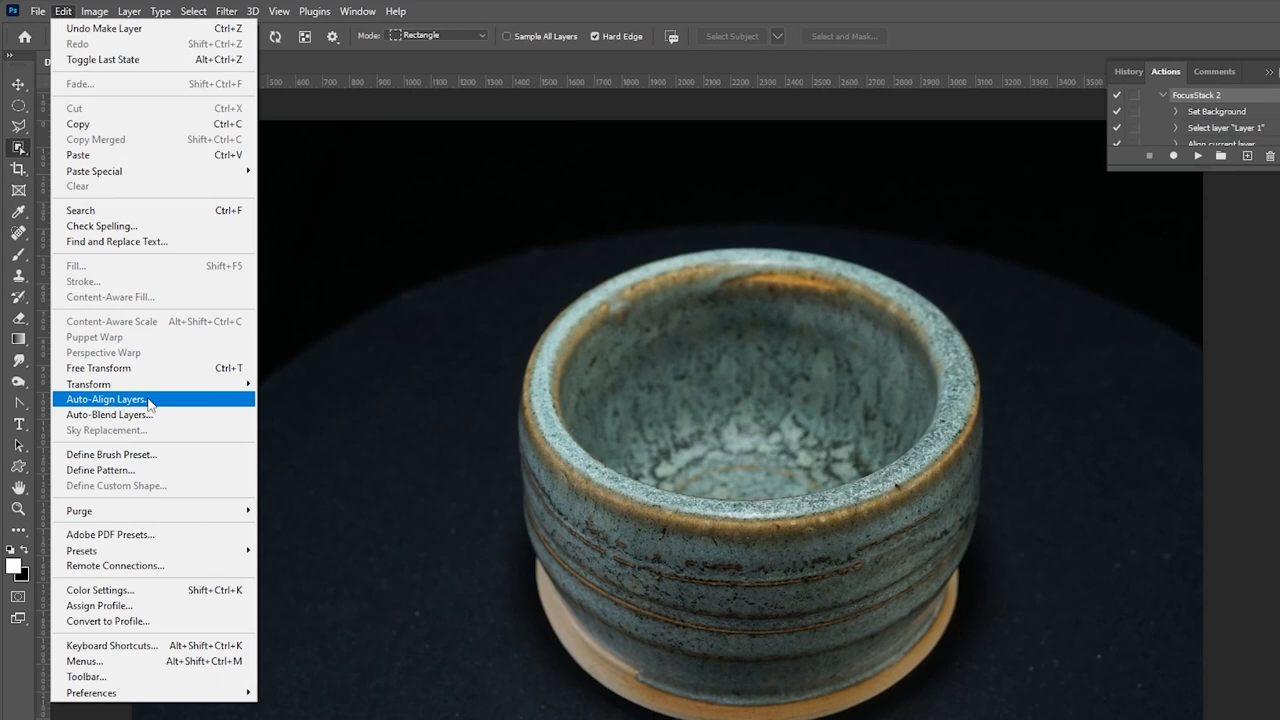 Ps File Edit Image Layer Type Select Filter 3D View Plugins Window Help
Mode: Rectangle Sample All Layers Hard Edge Select Subject Select and Mask...
Undo Make Layer Ctrl+Z
Redo Shift+Ctrl+Z
Toggle Last State Alt+Ctrl+Z
Fade... Shift+Ctrl+F
Cut Ctrl+X
Copy Ctrl+C
Copy Merged Shift+Ctrl+C
Paste Ctrl+V
Paste Special
Clear
Search Ctrl+F
Check Spelling...
Find and Replace Text...
Fill... Shift+F5
Stroke...
Content-Aware Fill...
Content-Aware Scale Alt+Shift+Ctrl+C
Puppet Warp
Perspective Warp
Free Transform Ctrl+T
Transform
Auto-Align Layers...
Auto-Blend Layers...
Sky Replacement...
Define Brush Preset...
Define Pattern...
Define Custom Shape...
Purge
Adobe PDF Presets...
Presets
Remote Connections...
Color Settings... Shift+Ctrl+K
Assign Profile...
Convert to Profile...
Keyboard Shortcuts... Alt+Shift+Ctrl+K
Menus... Alt+Shift+Ctrl+M
Toolbar...
Preferences
500 600 700 800 900 1000 1100 1200 1300 1400 1500 1600 1700 1800 1900 2000 2100 2200 2300 2400 2500 2600 2700 2800 2900 3000 3100 3200 3300 3400 3500
History Actions Comments
FocusStack 2
Set Background
Select layer "Layer 1"
Align current layer